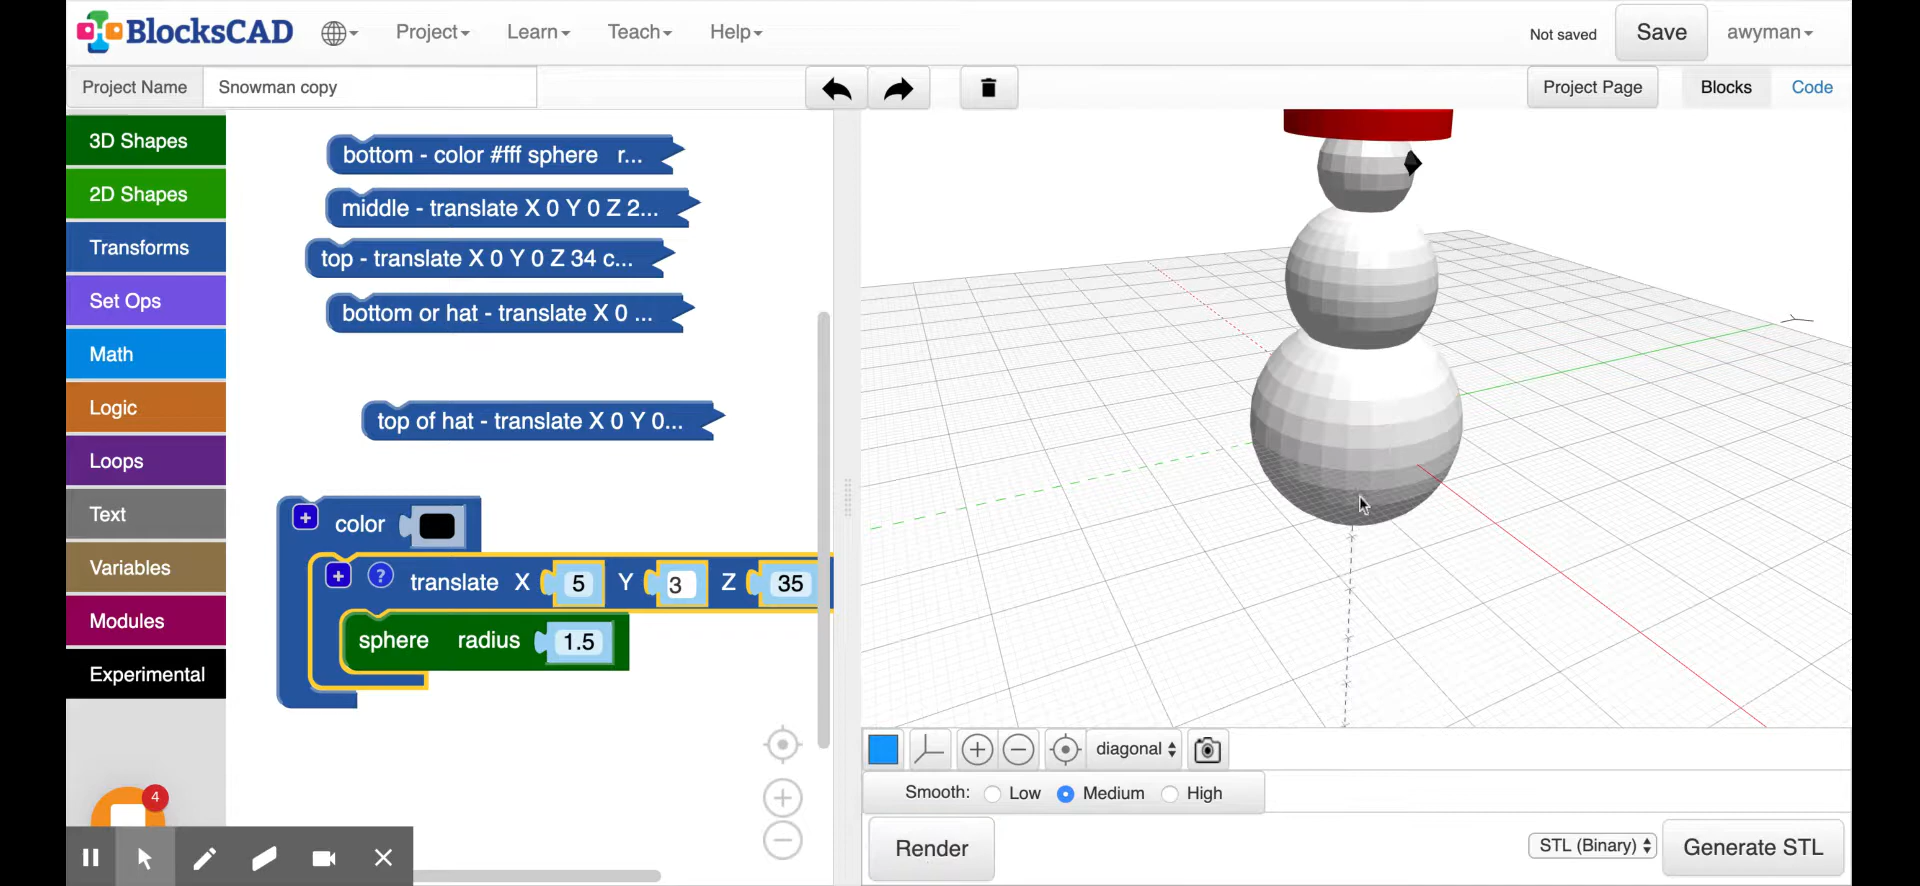 BlocksCAD
Project
Learn
Teach
Help
Not saved
Save
awyman
Project Name
Snowman copy
Project Page
Blocks
Code
3D Shapes
2D Shapes
Transforms
Set Ops
Math
Logic
Loops
Text
Variables
Modules
Experimental
4
bottom - color #fff sphere r...
middle - translate X 0 Y 0 Z 2...
top - translate X 0 Y 0 Z 34 c...
bottom or hat - translate X 0 ...
top of hat - translate X 0 Y 0...
+ color
+ ? translate X 5 Y 3 Z 35
sphere radius 1.5
diagonal
Smooth: Low Medium High
Render
STL (Binary)
Generate STL